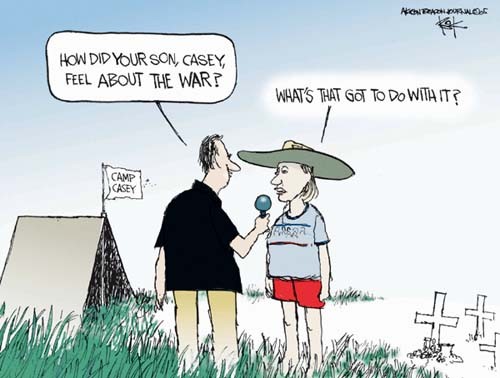 AKRON BEACON JOURNAL
HOW DID YOUR SON, CASEY,
FEEL ABOUT THE WAR?
WHAT'S THAT GOT TO DO WITH IT?
CAMP
CASEY